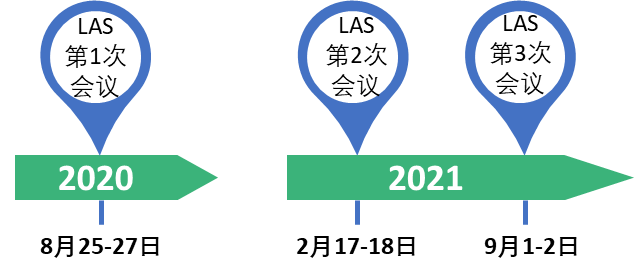 LAS
第1次
会议
LAS
第2次
会议
LAS
第3次
会议
2020
2021
8月25-27日
2月17-18日
9月1-2日